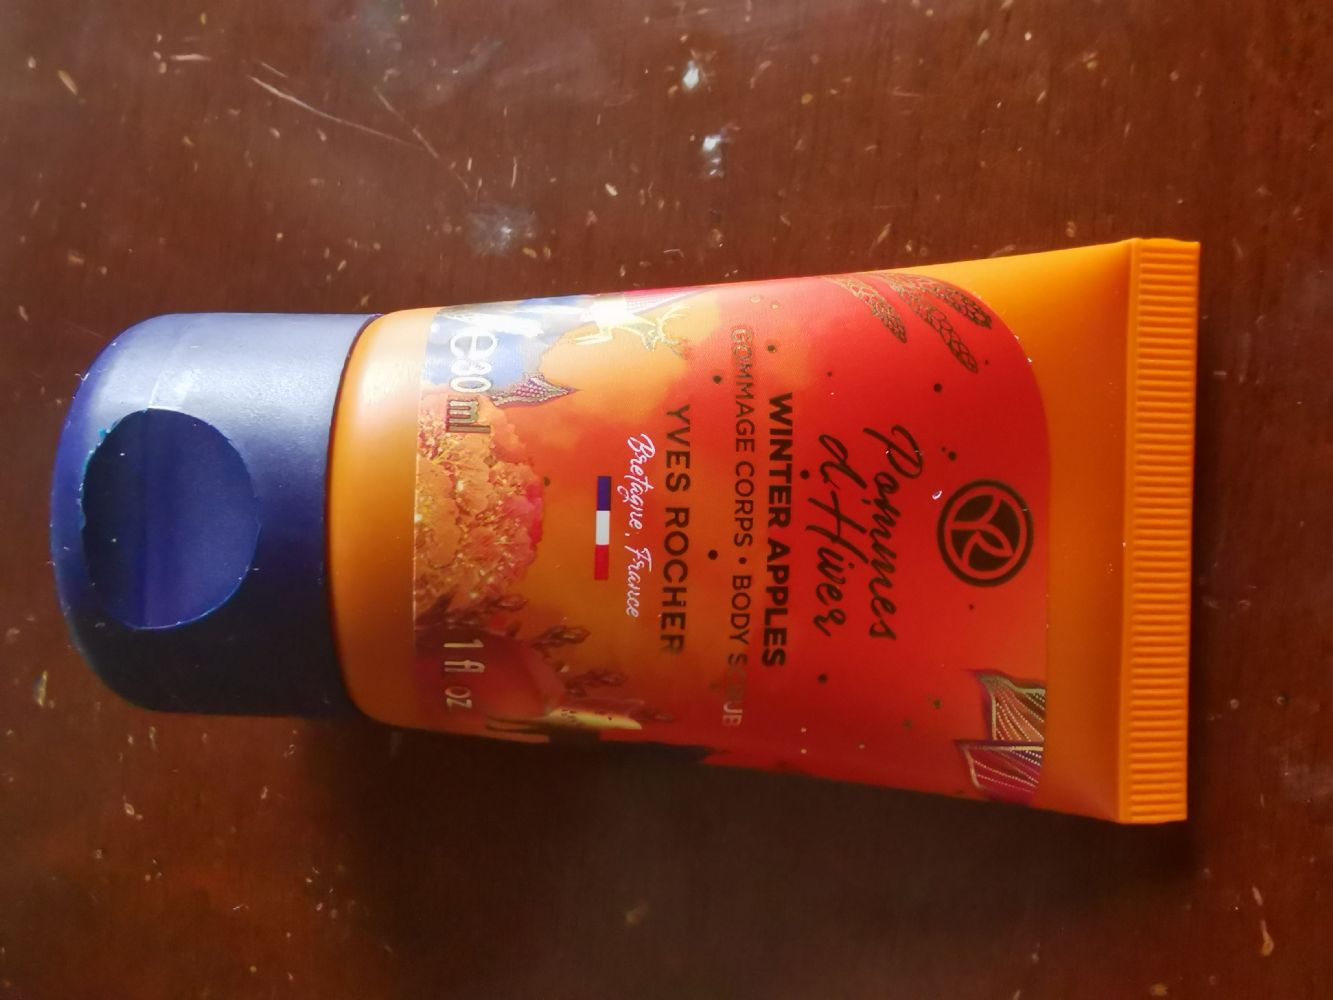 Pommes
d'Hiver
WINTER APPLES
GOMMAGE CORPS • BODY SCRUB
YVES ROCHER
Bretagne, France
℮30 ml
1 fl. oz